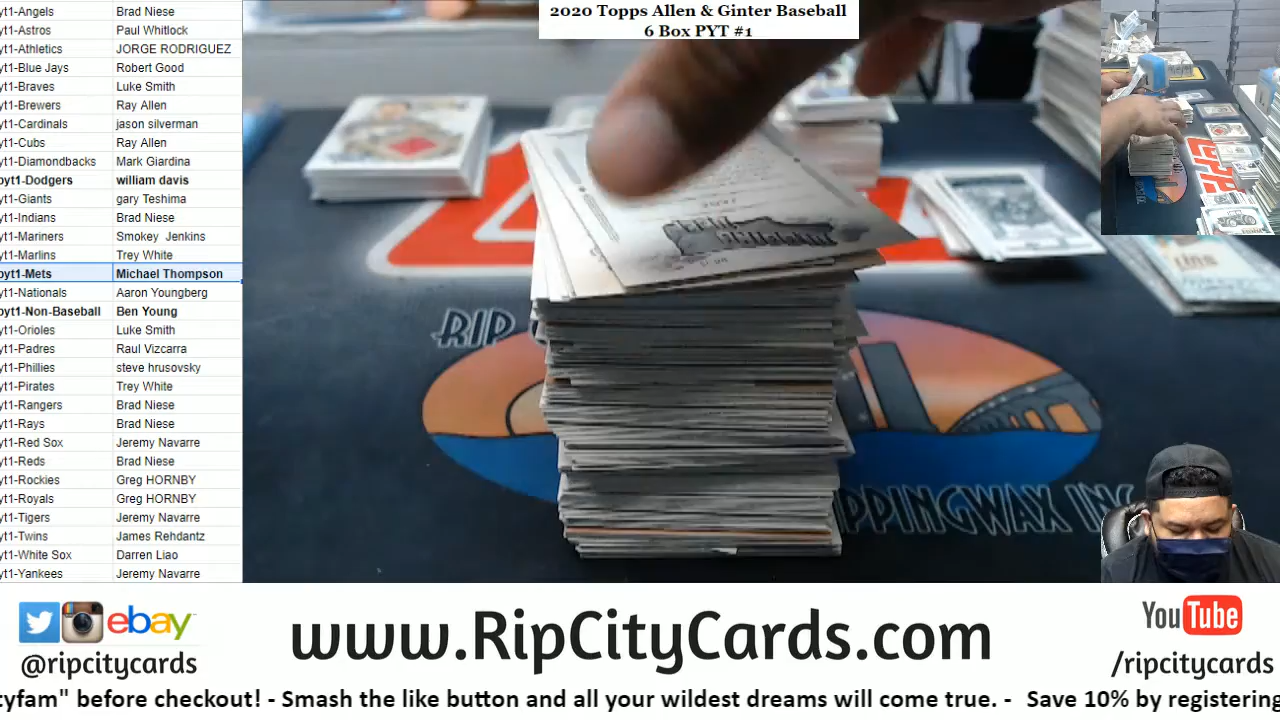 2020 Topps Allen & Ginter Baseball
6 Box PYT #1
yt1-Angels Brad Niese
yt1-Astros Paul Whitlock
yt1-Athletics JORGE RODRIGUEZ
yt1-Blue Jays Robert Good
yt1-Braves Luke Smith
yt1-Brewers Ray Allen
yt1-Cardinals jason silverman
yt1-Cubs Ray Allen
yt1-Diamondbacks Mark Giardina
pyt1-Dodgers william davis
yt1-Giants gary Teshima
yt1-Indians Brad Niese
yt1-Mariners Smokey Jenkins
yt1-Marlins Trey White
pyt1-Mets Michael Thompson
yt1-Nationals Aaron Youngberg
pyt1-Non-Baseball Ben Young
yt1-Orioles Luke Smith
yt1-Padres Raul Vizcarra
yt1-Phillies steve hrusovsky
yt1-Pirates Trey White
yt1-Rangers Brad Niese
yt1-Rays Brad Niese
yt1-Red Sox Jeremy Navarre
yt1-Reds Brad Niese
yt1-Rockies Greg HORNBY
yt1-Royals Greg HORNBY
yt1-Tigers Jeremy Navarre
yt1-Twins James Rehdantz
yt1-White Sox Darren Liao
yt1-Yankees Jeremy Navarre
RIP
RIPPINGWAX INC
ebay
@ripcitycards
www.RipCityCards.com
YouTube
/ripcitycards
tyfam" before checkout! - Smash the like button and all your wildest dreams will come true. - Save 10% by registering